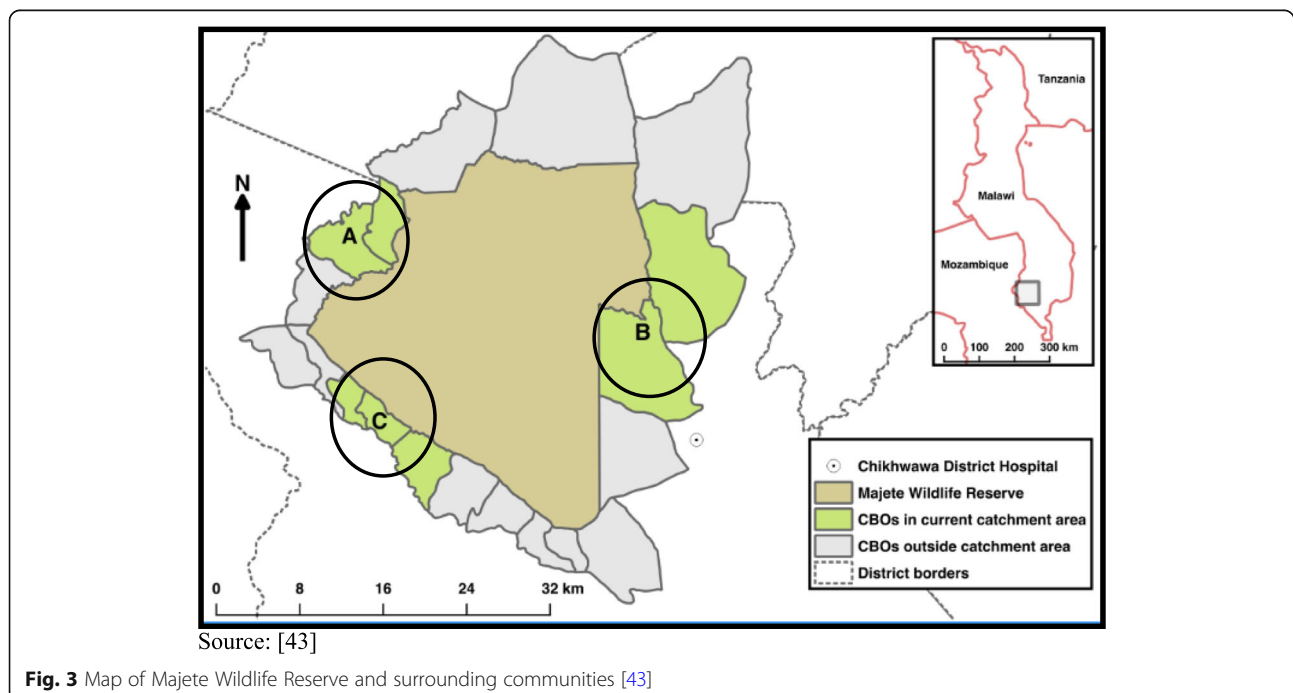 N
A
B
C
Tanzania
Malawi
Mozambique
0 100 200 300 km
Chikhwawa District Hospital
Majete Wildlife Reserve
CBOs in current catchment area
CBOs outside catchment area
District borders
0 8 16 24 32 km
Source: [43]
Fig. 3 Map of Majete Wildlife Reserve and surrounding communities [43]